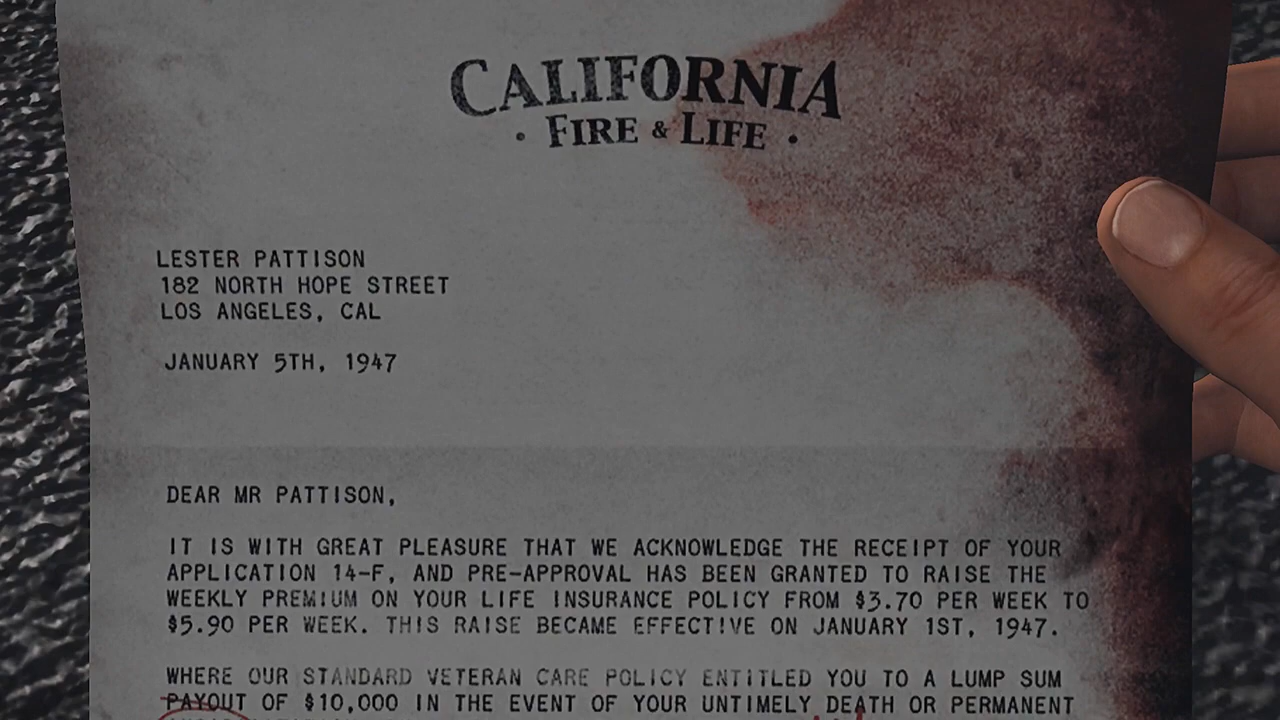 CALIFORNIA
· FIRE & LIFE ·
LESTER PATTISON
182 NORTH HOPE STREET
LOS ANGELES, CAL
JANUARY 5TH, 1947
DEAR MR PATTISON,
IT IS WITH GREAT PLEASURE THAT WE ACKNOWLEDGE THE RECEIPT OF YOUR
APPLICATION 14-F, AND PRE-APPROVAL HAS BEEN GRANTED TO RAISE THE
WEEKLY PREMIUM ON YOUR LIFE INSURANCE POLICY FROM $3.70 PER WEEK TO
$5.90 PER WEEK. THIS RAISE BECAME EFFECTIVE ON JANUARY 1ST, 1947.
WHERE OUR STANDARD VETERAN CARE POLICY ENTITLED YOU TO A LUMP SUM
PAYOUT OF $10,000 IN THE EVENT OF YOUR UNTIMELY DEATH OR PERMANENT